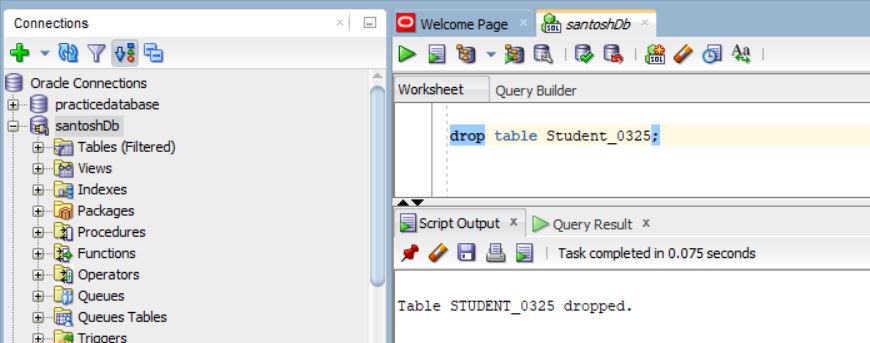 Connections
Oracle Connections
practicedatabase
santoshDb
Tables (Filtered)
Views
Indexes
Packages
Procedures
Functions
Operators
Queues
Queues Tables
Triggers
Welcome Page
santoshDb
SQL
Aa
Worksheet
Query Builder
drop table Student_0325;
Script Output x
Query Result x
Task completed in 0.075 seconds
Table STUDENT_0325 dropped.